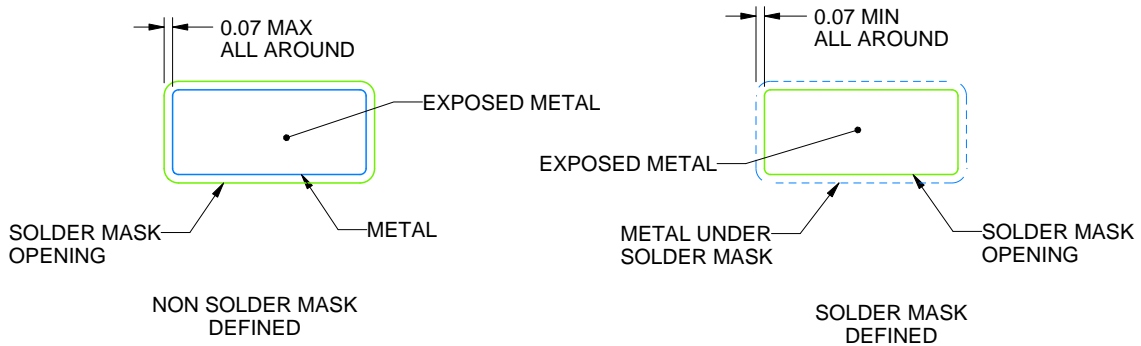 0.07 MAX
ALL AROUND
EXPOSED METAL
SOLDER MASK
OPENING
METAL
NON SOLDER MASK
DEFINED
0.07 MIN
ALL AROUND
EXPOSED METAL
METAL UNDER
SOLDER MASK
SOLDER MASK
OPENING
SOLDER MASK
DEFINED